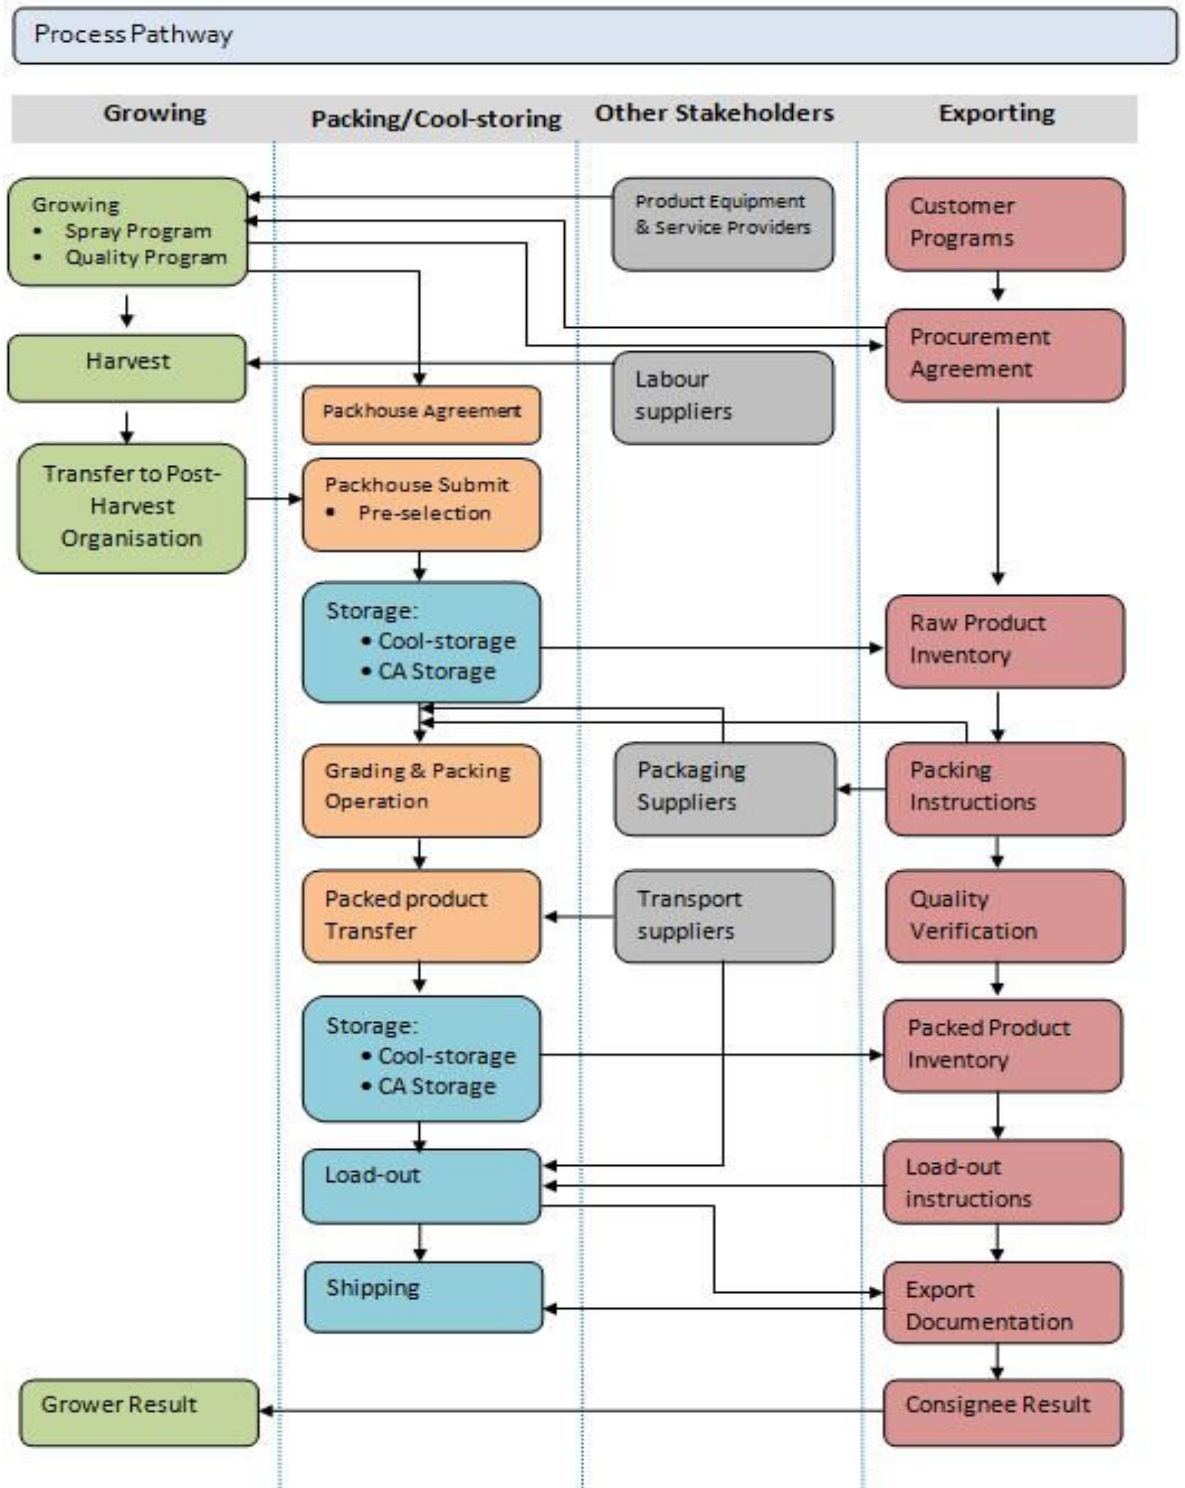 Process Pathway
Growing
Packing/Cool-storing
Other Stakeholders
Exporting
Growing
• Spray Program
• Quality Program
Product Equipment
& Service Providers
Customer
Programs
Harvest
Labour
suppliers
Procurement
Agreement
Packhouse Agreement
Transfer to Post-
Harvest
Organisation
Packhouse Submit
• Pre-selection
Storage:
• Cool-storage
• CA Storage
Raw Product
Inventory
Grading & Packing
Operation
Packaging
Suppliers
Packing
Instructions
Packed product
Transfer
Transport
suppliers
Quality
Verification
Storage:
• Cool-storage
• CA Storage
Packed Product
Inventory
Load-out
Load-out
instructions
Shipping
Export
Documentation
Grower Result
Consignee Result